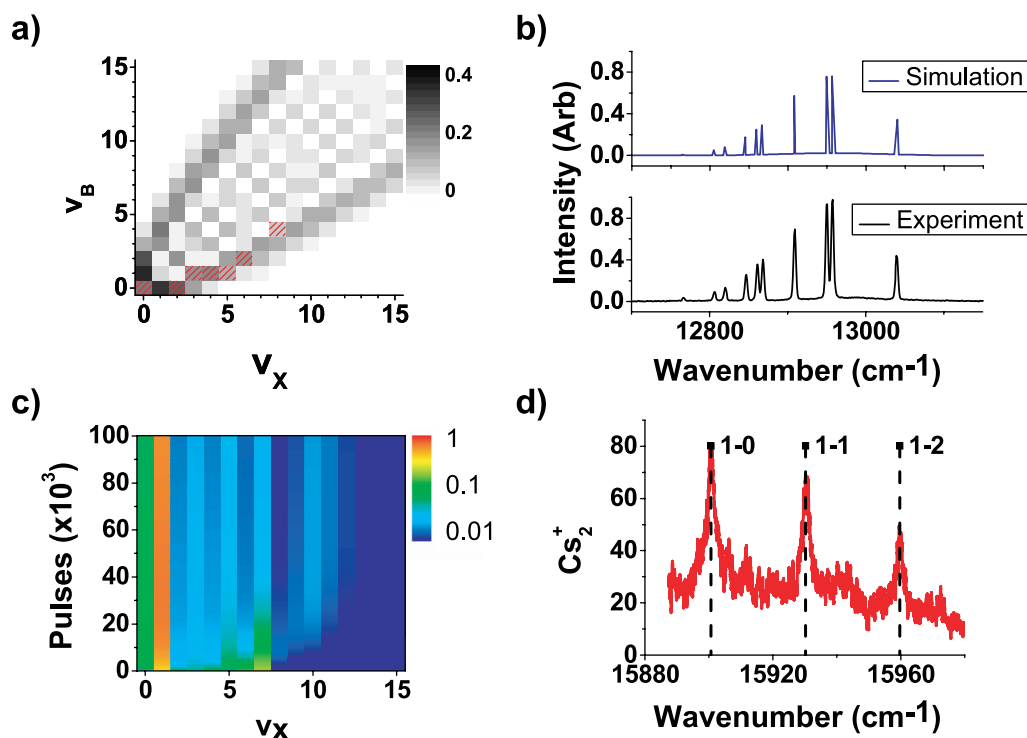 a)
15
10
5
0
v_B
0 5 10 15
v_X
0.4
0.2
0
b)
Intensity (Arb)
0.8
0.4
0.0
Simulation
0.8
0.4
0.0
Experiment
12800 13000
Wavenumber (cm-1)
c)
Pulses (x10³)
100
80
60
40
20
0
0 5 10 15
vX
1
0.1
0.01
d)
Cs₂⁺
80
60
40
20
0
1-0 1-1 1-2
15880 15920 15960
Wavenumber (cm-1)